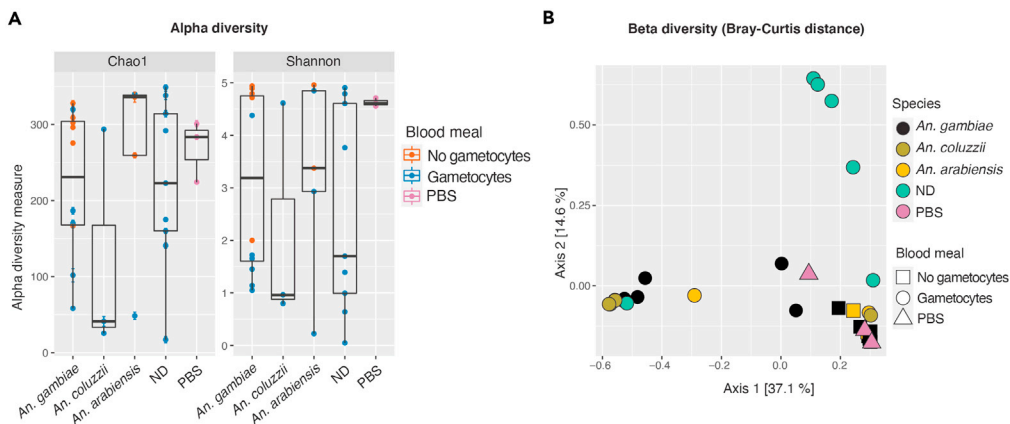 A
Alpha diversity
Chao1
Shannon
Alpha diversity measure
300
200
100
0
5
4
3
2
1
0
An. gambiae
An. coluzzii
An. arabiensis
ND
PBS
An. gambiae
An. coluzzii
An. arabiensis
ND
PBS
Blood meal
No gametocytes
Gametocytes
PBS
B
Beta diversity (Bray-Curtis distance)
Axis 2 [14.6 %]
0.50
0.25
0.00
−0.6
−0.4
−0.2
0.0
0.2
Axis 1 [37.1 %]
Species
An. gambiae
An. coluzzii
An. arabiensis
ND
PBS
Blood meal
No gametocytes
Gametocytes
PBS